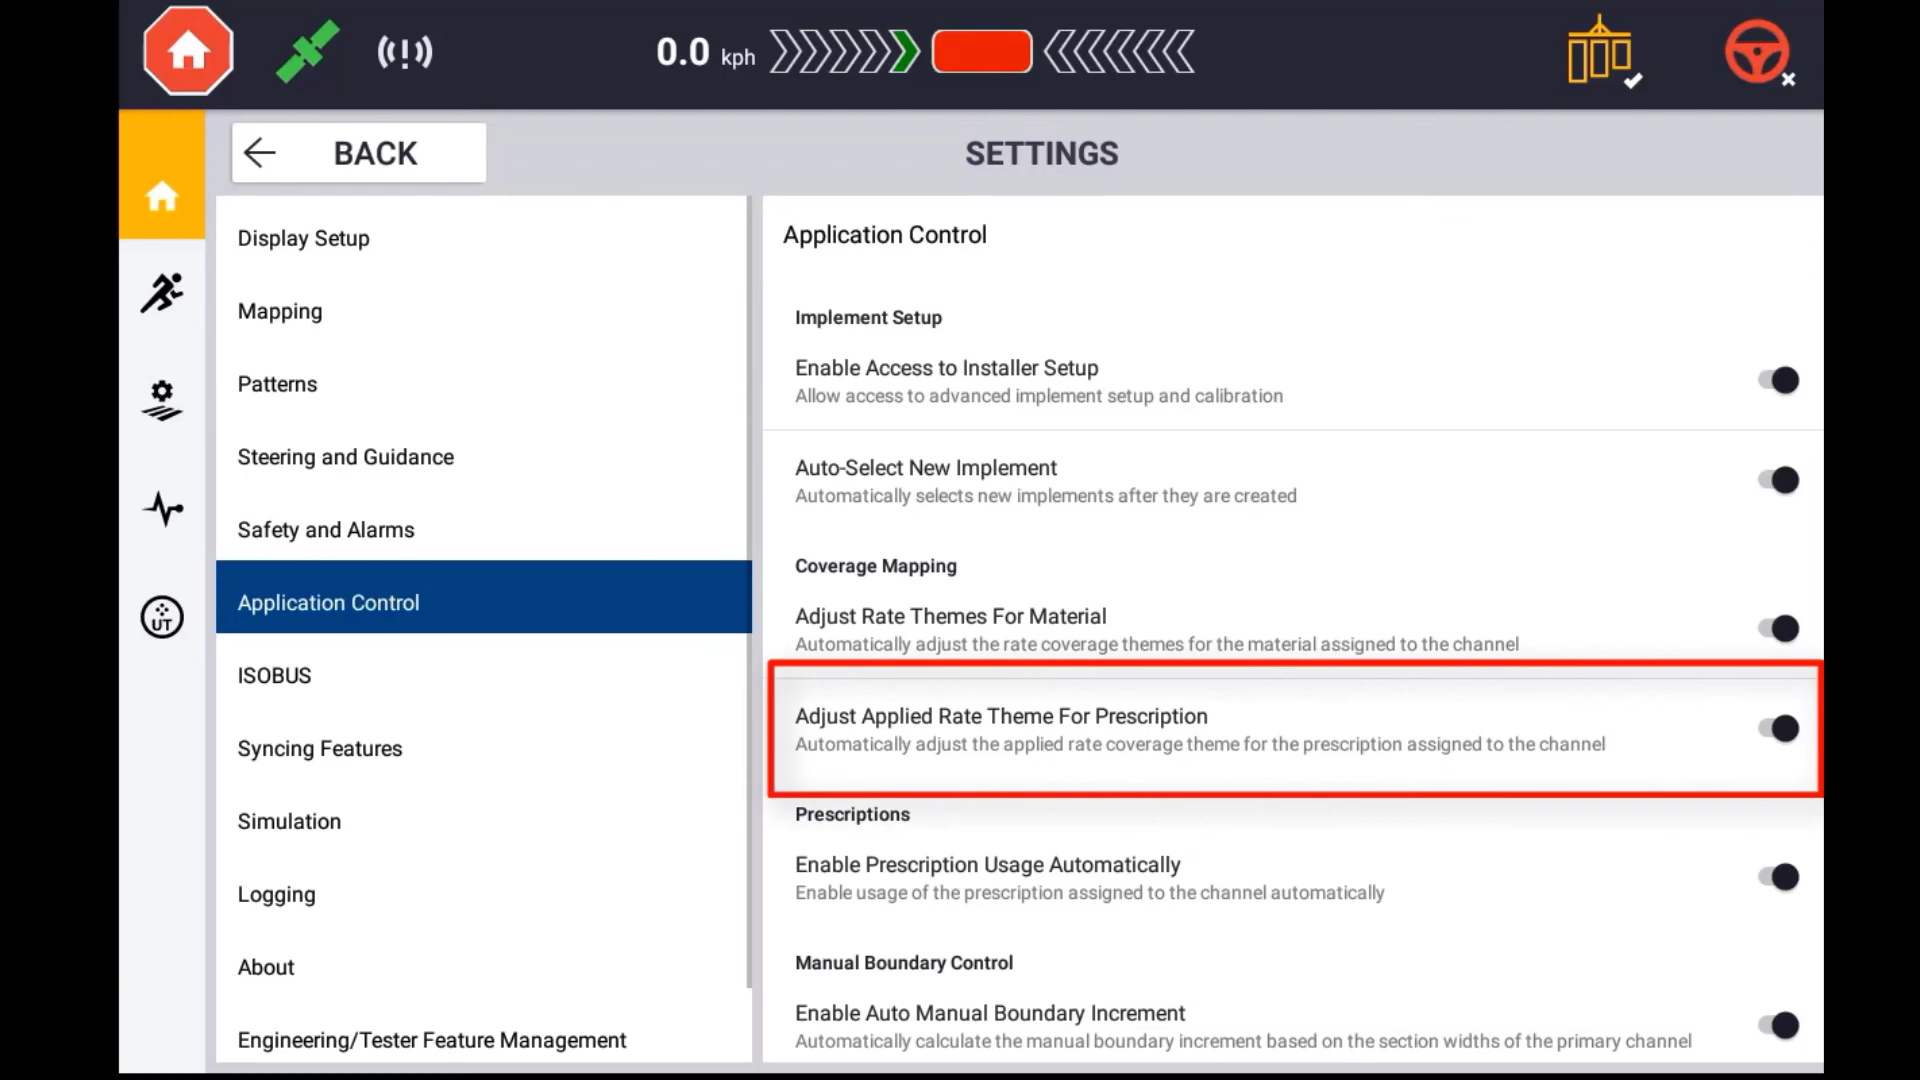 0.0 kph
BACK
SETTINGS
Display Setup
Mapping
Patterns
Steering and Guidance
Safety and Alarms
Application Control
ISOBUS
Syncing Features
Simulation
Logging
About
Engineering/Tester Feature Management
UT
Application Control
Implement Setup
Enable Access to Installer Setup
Allow access to advanced implement setup and calibration
Auto-Select New Implement
Automatically selects new implements after they are created
Coverage Mapping
Adjust Rate Themes For Material
Automatically adjust the rate coverage themes for the material assigned to the channel
Adjust Applied Rate Theme For Prescription
Automatically adjust the applied rate coverage theme for the prescription assigned to the channel
Prescriptions
Enable Prescription Usage Automatically
Enable usage of the prescription assigned to the channel automatically
Manual Boundary Control
Enable Auto Manual Boundary Increment
Automatically calculate the manual boundary increment based on the section widths of the primary channel